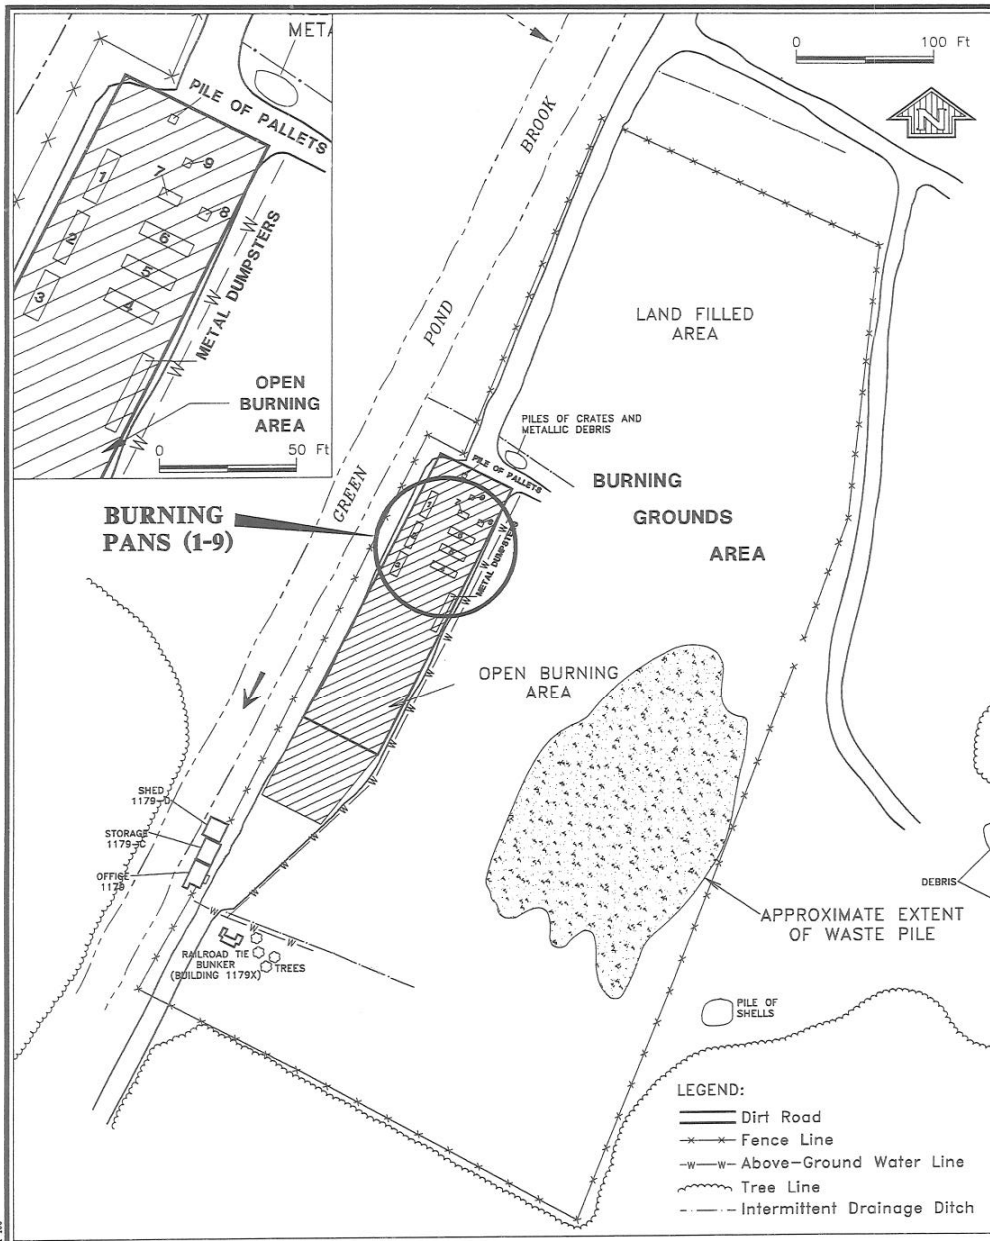 META
0 100 Ft
N
PILE OF PALLETS
1
2
3
7
9
8
6
5
4
METAL DUMPSTERS
W
W
W
W
OPEN
BURNING
AREA
0 50 Ft
GREEN POND BROOK
LAND FILLED
AREA
PILES OF CRATES AND
METALLIC DEBRIS
PILE OF PALLETS
BURNING
GROUNDS
AREA
BURNING
PANS (1-9)
METAL DUMPSTERS
OPEN BURNING
AREA
SHED
1179-D
STORAGE
1179-C
OFFICE
1179
RAILROAD TIE
BUNKER
(BUILDING 1179X)
TREES
DEBRIS
APPROXIMATE EXTENT
OF WASTE PILE
PILE OF
SHELLS
LEGEND:
Dirt Road
Fence Line
Above-Ground Water Line
Tree Line
Intermittent Drainage Ditch